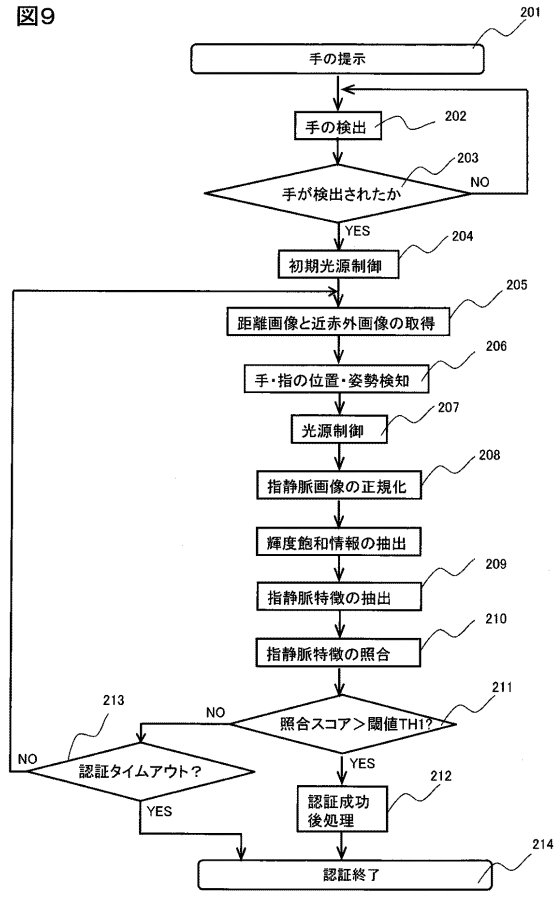 図9
201
手の提示
手の検出
202
203
手が検出されたか
NO
YES
204
初期光源制御
205
距離画像と近赤外画像の取得
206
手・指の位置・姿勢検知
207
光源制御
208
指静脈画像の正規化
輝度飽和情報の抽出
209
指静脈特徴の抽出
210
指静脈特徴の照合
211
NO
照合スコア＞閾値TH1?
213
NO
認証タイムアウト?
YES
YES
212
認証成功
後処理
214
認証終了